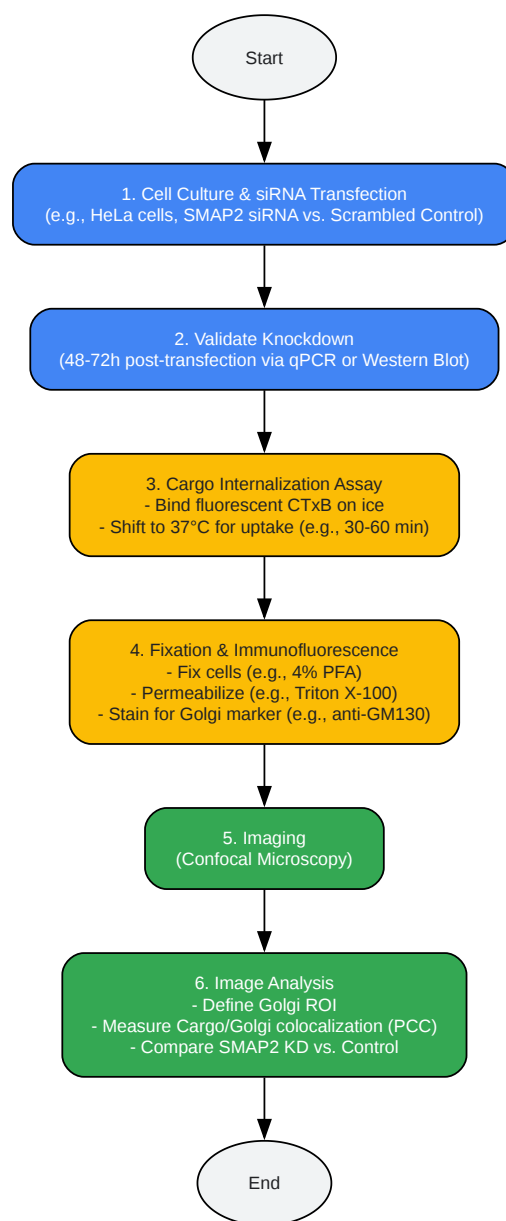 Start
1. Cell Culture & siRNA Transfection
(e.g., HeLa cells, SMAP2 siRNA vs. Scrambled Control)
2. Validate Knockdown
(48-72h post-transfection via qPCR or Western Blot)
3. Cargo Internalization Assay
- Bind fluorescent CTxB on ice
- Shift to 37°C for uptake (e.g., 30-60 min)
4. Fixation & Immunofluorescence
- Fix cells (e.g., 4% PFA)
- Permeabilize (e.g., Triton X-100)
- Stain for Golgi marker (e.g., anti-GM130)
5. Imaging
(Confocal Microscopy)
6. Image Analysis
- Define Golgi ROI
- Measure Cargo/Golgi colocalization (PCC)
- Compare SMAP2 KD vs. Control
End